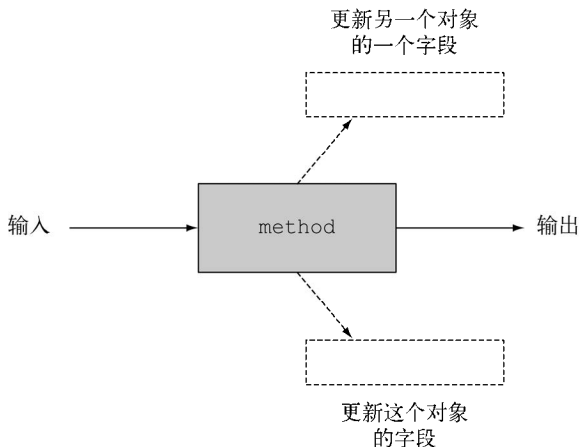 更新另一个对象
的一个字段
输入
method
输出
更新这个对象
的字段